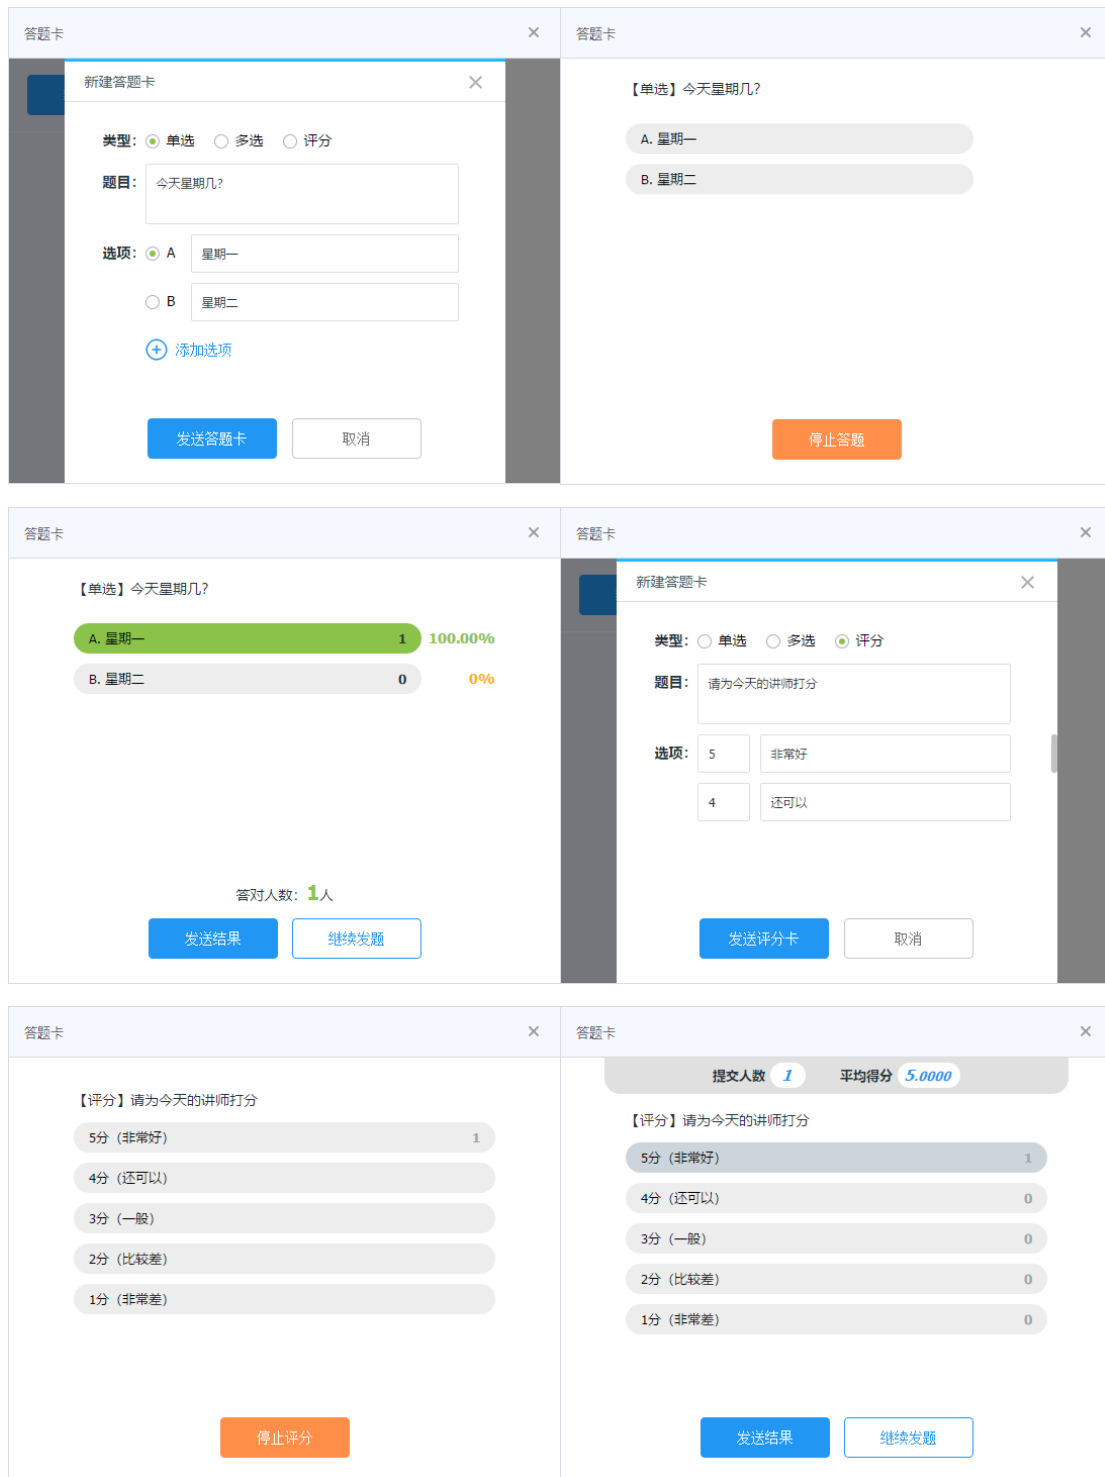 答题卡
新建答题卡
类型： 单选 多选 评分
题目： 今天星期几？
选项： A 星期一
B 星期二
添加选项
发送答题卡 取消
答题卡
【单选】今天星期几？
A. 星期一
B. 星期二
停止答题
答题卡
【单选】今天星期几？
A. 星期一 1 100.00%
B. 星期二 0 0%
答对人数：1人
发送结果 继续发题
答题卡
新建答题卡
类型： 单选 多选 评分
题目： 请为今天的讲师打分
选项： 5 非常好
4 还可以
发送评分卡 取消
答题卡
【评分】请为今天的讲师打分
5分（非常好） 1
4分（还可以）
3分（一般）
2分（比较差）
1分（非常差）
停止评分
答题卡
提交人数 1 平均得分 5.0000
【评分】请为今天的讲师打分
5分（非常好） 1
4分（还可以） 0
3分（一般） 0
2分（比较差） 0
1分（非常差） 0
发送结果 继续发题